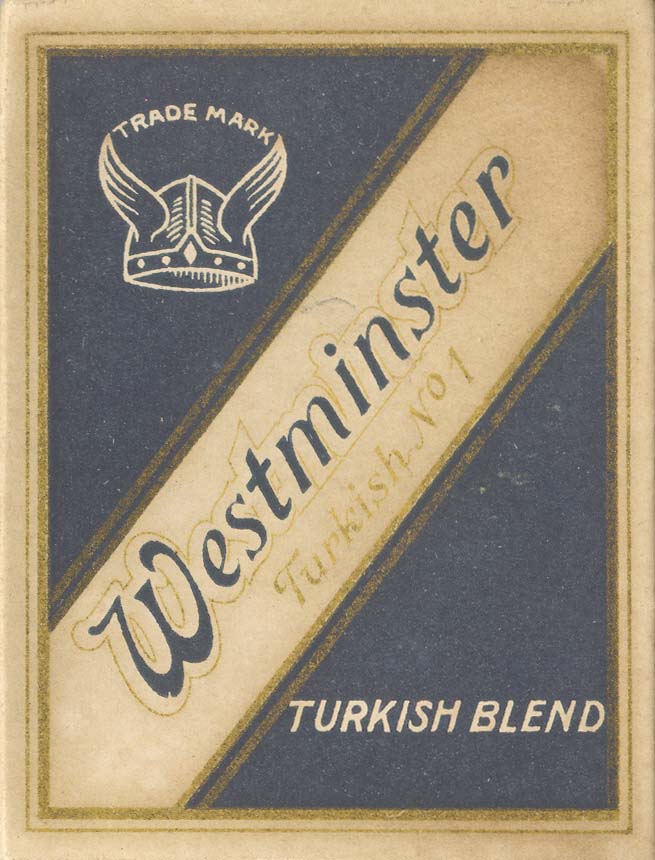 TRADE MARK
Westminster
Turkish No 1
TURKISH BLEND